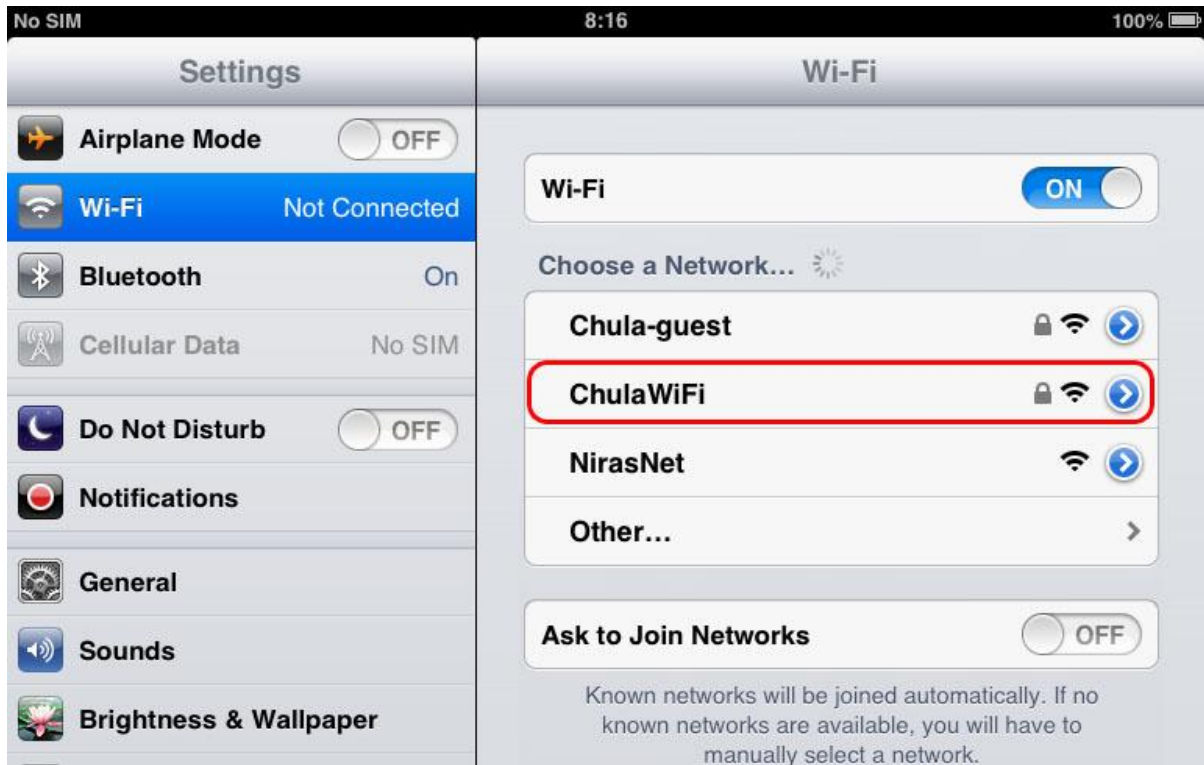 No SIM
8:16
100%
Settings
Airplane Mode OFF
Wi-Fi Not Connected
Bluetooth On
Cellular Data No SIM
Do Not Disturb OFF
Notifications
General
Sounds
Brightness & Wallpaper
Wi-Fi
Wi-Fi ON
Choose a Network...
Chula-guest
ChulaWiFi
NirasNet
Other...
Ask to Join Networks OFF
Known networks will be joined automatically. If no
known networks are available, you will have to
manually select a network.